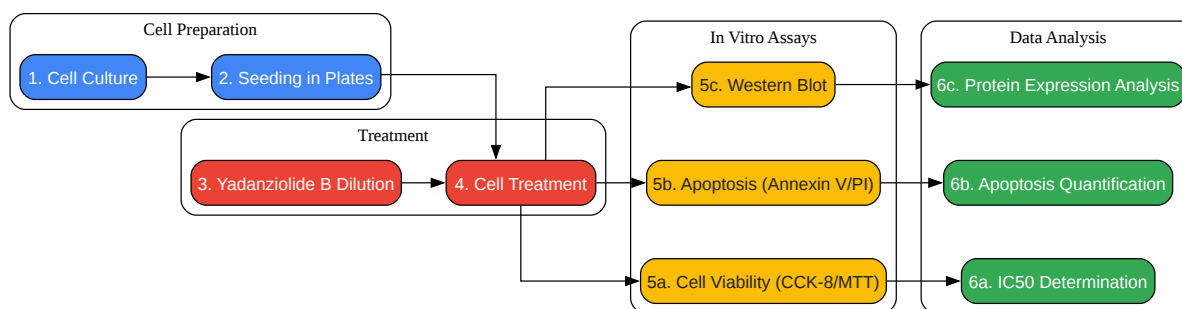 Cell Preparation
1. Cell Culture
2. Seeding in Plates
Treatment
3. Yadanziolide B Dilution
4. Cell Treatment
In Vitro Assays
5c. Western Blot
5b. Apoptosis (Annexin V/PI)
5a. Cell Viability (CCK-8/MTT)
Data Analysis
6c. Protein Expression Analysis
6b. Apoptosis Quantification
6a. IC50 Determination